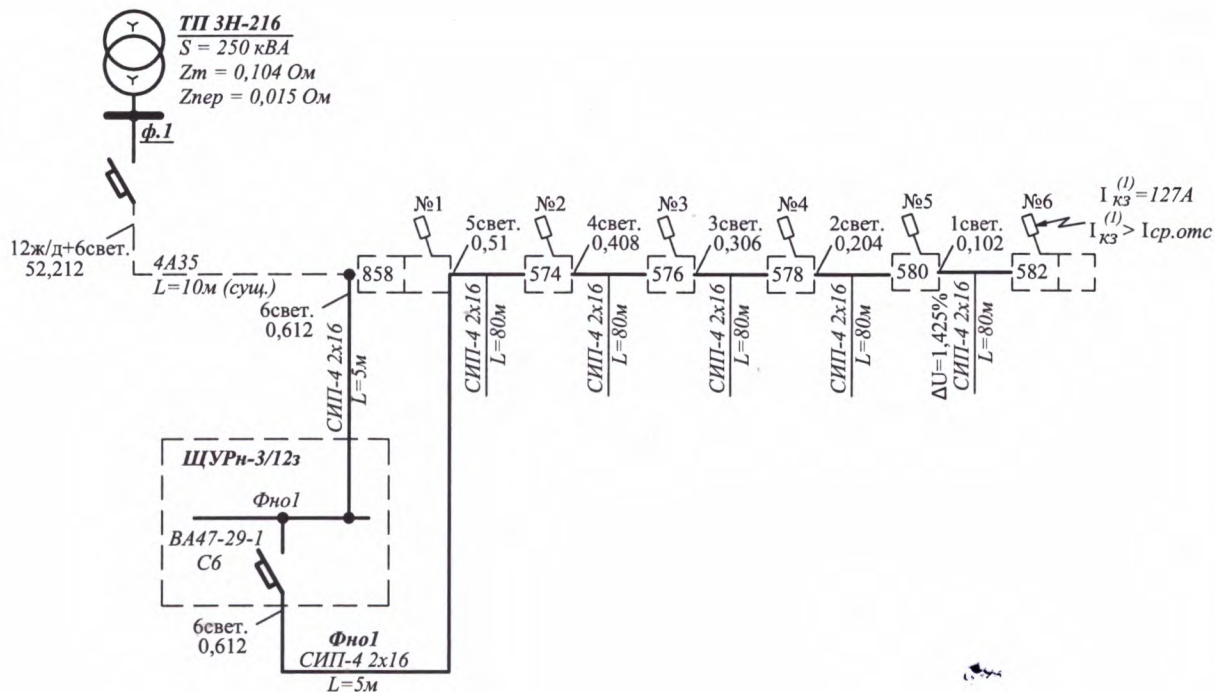 ТП ЗН-216
S = 250 кВА
Zт = 0,104 Ом
Zпер = 0,015 Ом
ф.1
12ж/д+6свет.
52,212
4А35
L=10м (сущ.)
858
6свет.
0,612
СИП-4 2х16
L=5м
№1
5свет.
0,51
СИП-4 2х16
L=80м
№2
574
4свет.
0,408
СИП-4 2х16
L=80м
№3
576
3свет.
0,306
СИП-4 2х16
L=80м
№4
578
2свет.
0,204
СИП-4 2х16
L=80м
№5
580
1свет.
0,102
ΔU=1,425%
СИП-4 2х16
L=80м
№6
582
I кз (1) =127А
I кз (1) > Iср.отс
ЩУРн-3/12з
Фно1
ВА47-29-1
С6
6свет.
0,612
Фно1
СИП-4 2х16
L=5м